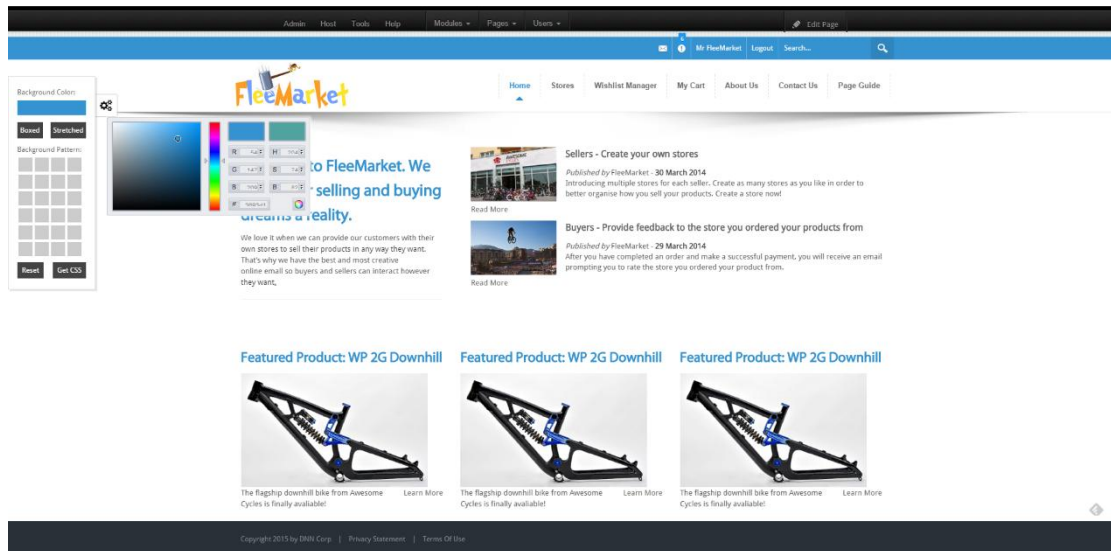 Admin Host Tools Help Modules Pages Users Edit Page
Mr FleeMarket Logout Search...
FleeMarket
Home Stores Wishlist Manager My Cart About Us Contact Us Page Guide
Background Color:
Boxed Stretched
Background Pattern:
Reset Get CSS
R H
G S
B B
#
to FleeMarket. We
selling and buying
dreams a reality.
We love it when we can provide our customers with their
own stores to sell their products in any way they want.
That's why we have the best and most creative
online email so buyers and sellers can interact however
they want,
Sellers - Create your own stores
Published by FleeMarket - 30 March 2014
Introducing multiple stores for each seller. Create as many stores as you like in order to
better organise how you sell your products. Create a store now!
Read More
Buyers - Provide feedback to the store you ordered your products from
Published by FleeMarket - 29 March 2014
After you have completed an order and make a successful payment, you will receive an email
prompting you to rate the store you ordered your product from.
Read More
Featured Product: WP 2G Downhill
The flagship downhill bike from Awesome
Cycles is finally avaliable!
Learn More
Featured Product: WP 2G Downhill
The flagship downhill bike from Awesome
Cycles is finally avaliable!
Learn More
Featured Product: WP 2G Downhill
The flagship downhill bike from Awesome
Cycles is finally avaliable!
Learn More
Copyright 2015 by DNN Corp | Privacy Statement | Terms Of Use